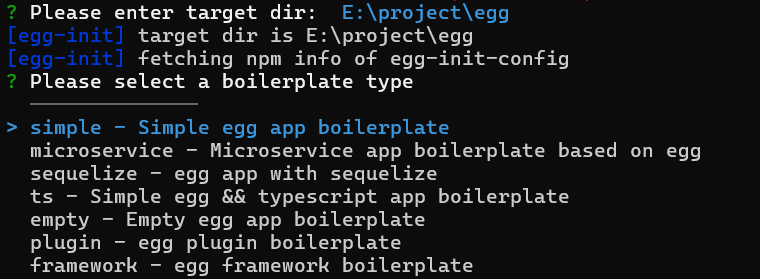 ? Please enter target dir:  E:\project\egg
[egg-init] target dir is E:\project\egg
[egg-init] fetching npm info of egg-init-config
? Please select a boilerplate type
──────────────
> simple - Simple egg app boilerplate
microservice - Microservice app boilerplate based on egg
sequelize - egg app with sequelize
ts - Simple egg && typescript app boilerplate
empty - Empty egg app boilerplate
plugin - egg plugin boilerplate
framework - egg framework boilerplate